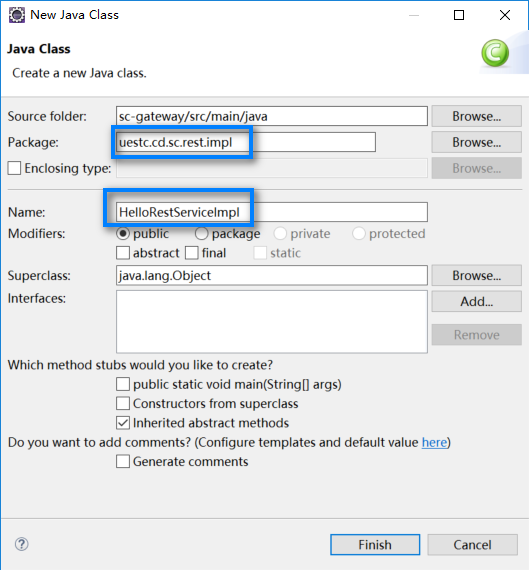 New Java Class
Java Class
Create a new Java class.
Source folder: sc-gateway/src/main/java Browse...
Package: uestc.cd.sc.rest.impl Browse...
Enclosing type: Browse...
Name: HelloRestServiceImpl
Modifiers: public package private protected
abstract final static
Superclass: java.lang.Object Browse...
Interfaces: Add...
Remove
Which method stubs would you like to create?
public static void main(String[] args)
Constructors from superclass
Inherited abstract methods
Do you want to add comments? (Configure templates and default value here)
Generate comments
? Finish Cancel